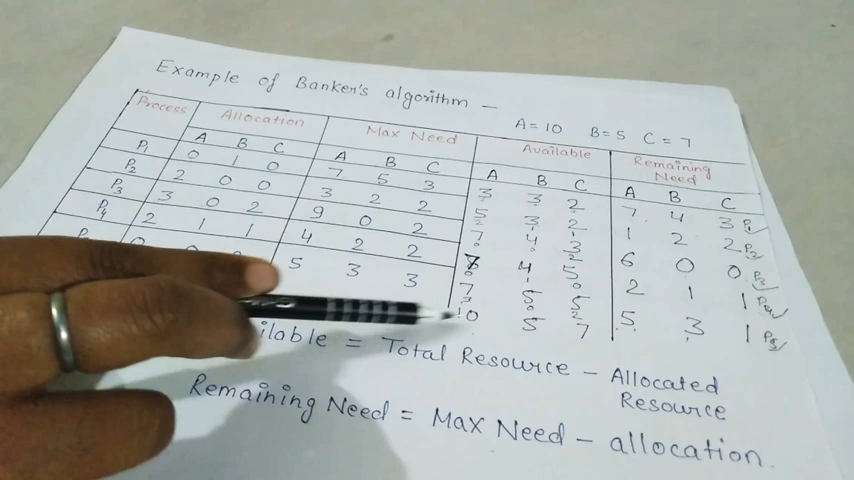 Example of Banker's algorithm -
A = 10 B = 5 C = 7
Process Allocation Max Need Available Remaining Need
A B C A B C A B C A B C
P1 0 1 0 7 5 3 3 3 2 7 4 3 P1
P2 2 0 0 3 2 2 5 3 2 1 2 2 P2
P3 3 0 2 9 0 2 7 4 3 6 0 0 P3
P4 2 1 1 4 2 2 7 4 5 2 1 1 P4
5 3 3 7 5 5 5 3 1 P5
10 5 7
ilable = Total Resource - Allocated Resource
Remaining Need = Max Need - allocation.